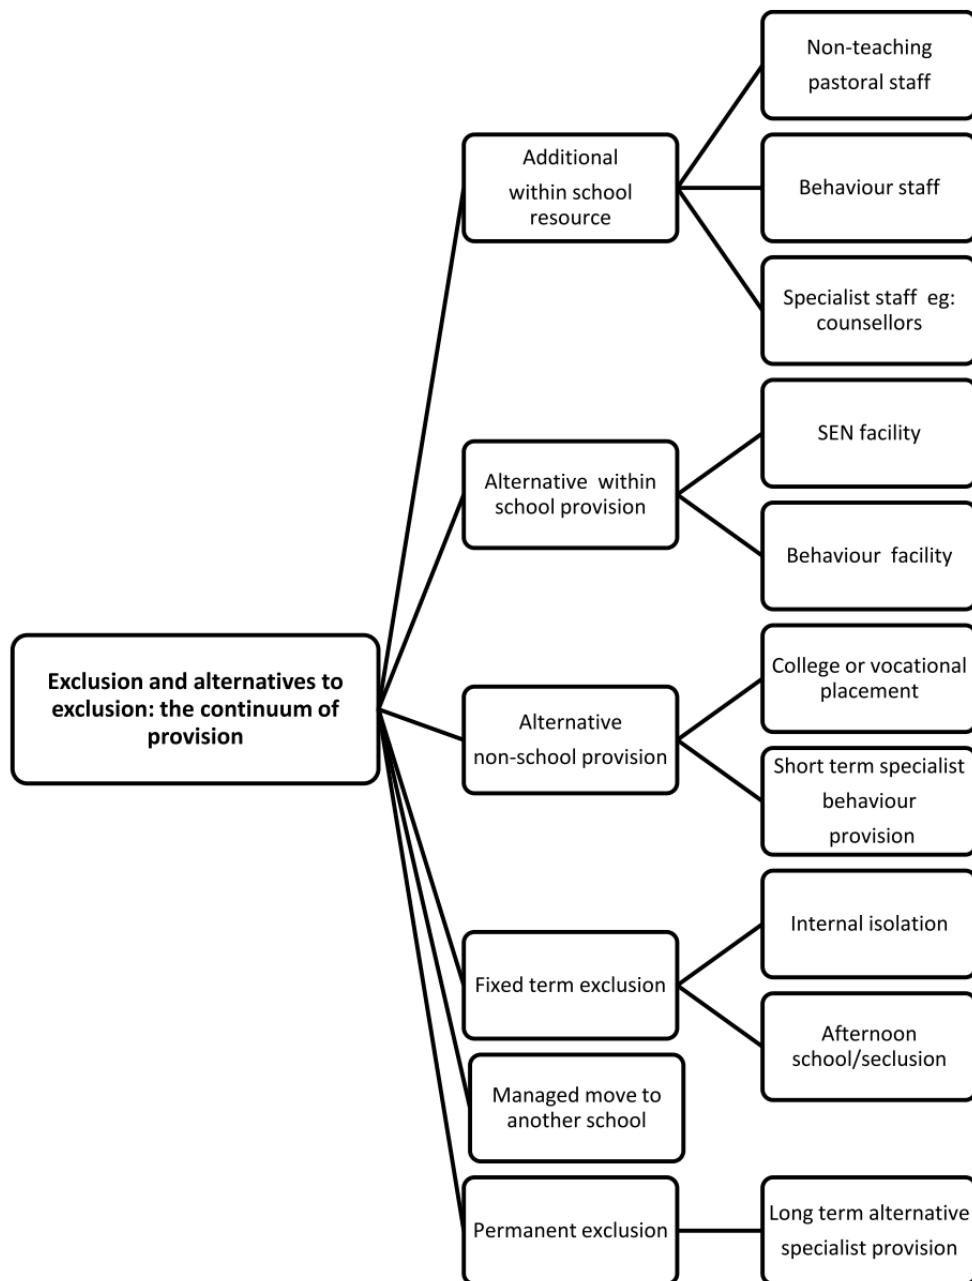 Exclusion and alternatives to
exclusion: the continuum of
provision
Additional
within school
resource
Non-teaching
pastoral staff
Behaviour staff
Specialist staff eg:
counsellors
Alternative within
school provision
SEN facility
Behaviour facility
Alternative
non-school provision
College or vocational
placement
Short term specialist
behaviour
provision
Fixed term exclusion
Internal isolation
Afternoon
school/seclusion
Managed move to
another school
Permanent exclusion
Long term alternative
specialist provision